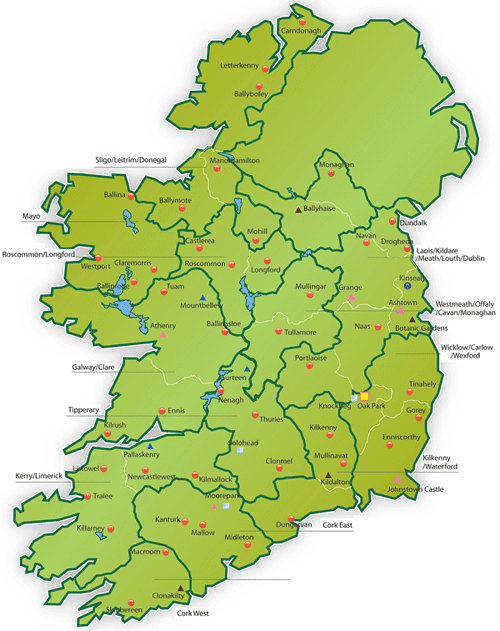 Carndonagh
Letterkenny
Ballybofey
Sligo/Leitrim/Donegal
Manorhamilton
Monaghan
Ballina
Ballymote
Ballyhaise
Mayo
Dundalk
Mohill
Navan
Drogheda
Castlerea
Laois/Kildare
/Meath/Louth/Dublin
Roscommon/Longford
Westport
Claremorris
Roscommon
Longford
Kinsealy
Ballinrobe
Tuam
Mullingar
Grange
Mountbellew
Ashtown
Westmeath/Offaly
/Cavan/Monaghan
Athenry
Ballinasloe
Tullamore
Naas
Botanic Gardens
Wicklow/Carlow
/Wexford
Galway/Clare
Gurteen
Portlaoise
Tinahely
Nenagh
Knockbeg
Oak Park
Tipperary
Ennis
Thurles
Gorey
Kilrush
Kilkenny
Enniscorthy
Pallaskenny
Solohead
Kilkenny
/Waterford
Kerry/Limerick
Listowel
Newcastlewest
Kilmallock
Clonmel
Mullinavat
Kildalton
Johnstown Castle
Tralee
Moorepark
Killarney
Kanturk
Mallow
Dungarvan
Cork East
Midleton
Macroom
Clonakilty
Skibbereen
Cork West